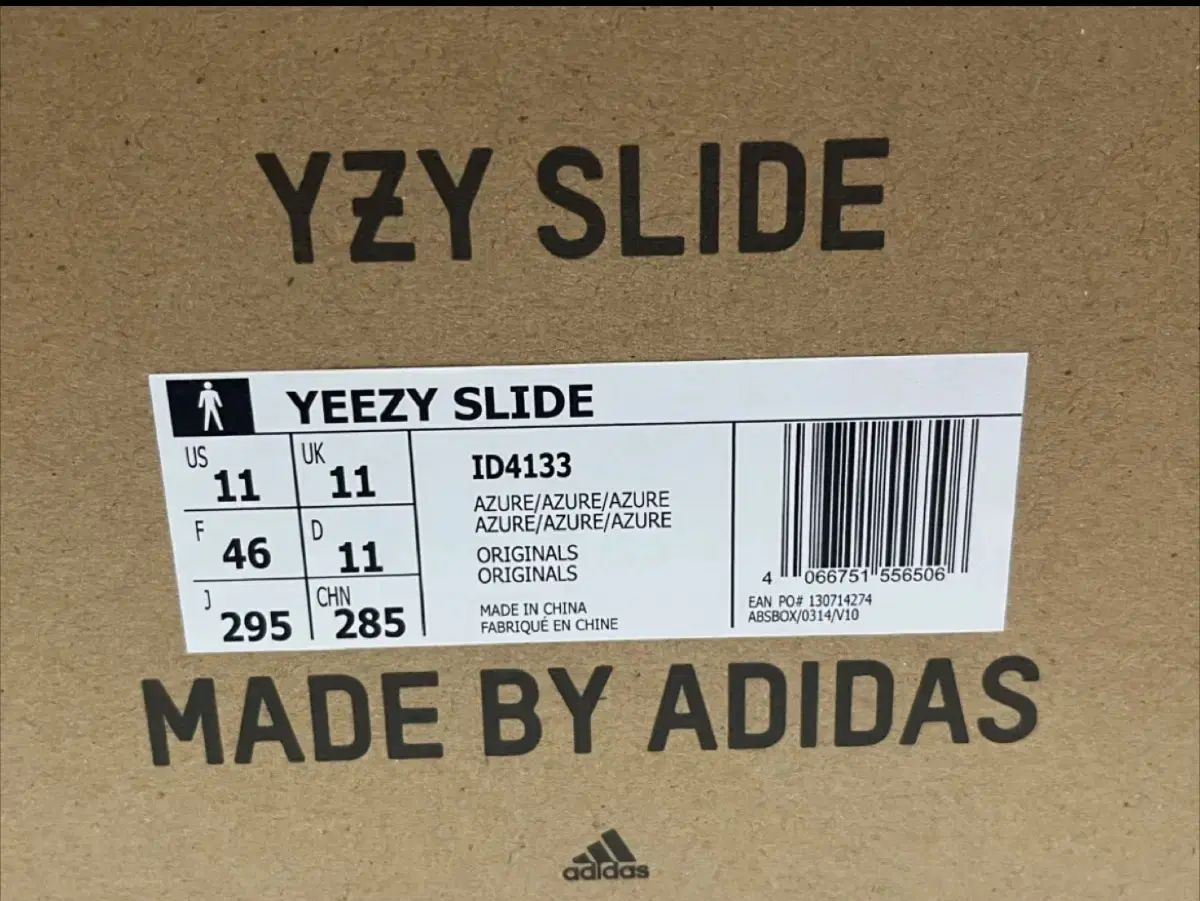 YZY SLIDE
YEEZY SLIDE
US 11 UK 11
F 46 D 11
J 295 CHN 285
ID4133
AZURE/AZURE/AZURE
AZURE/AZURE/AZURE
ORIGINALS
ORIGINALS
MADE IN CHINA
FABRIQUÉ EN CHINE
4 066751 556506
EAN PO# 130714274
ABSBOX/0314/V10
MADE BY ADIDAS
adidas